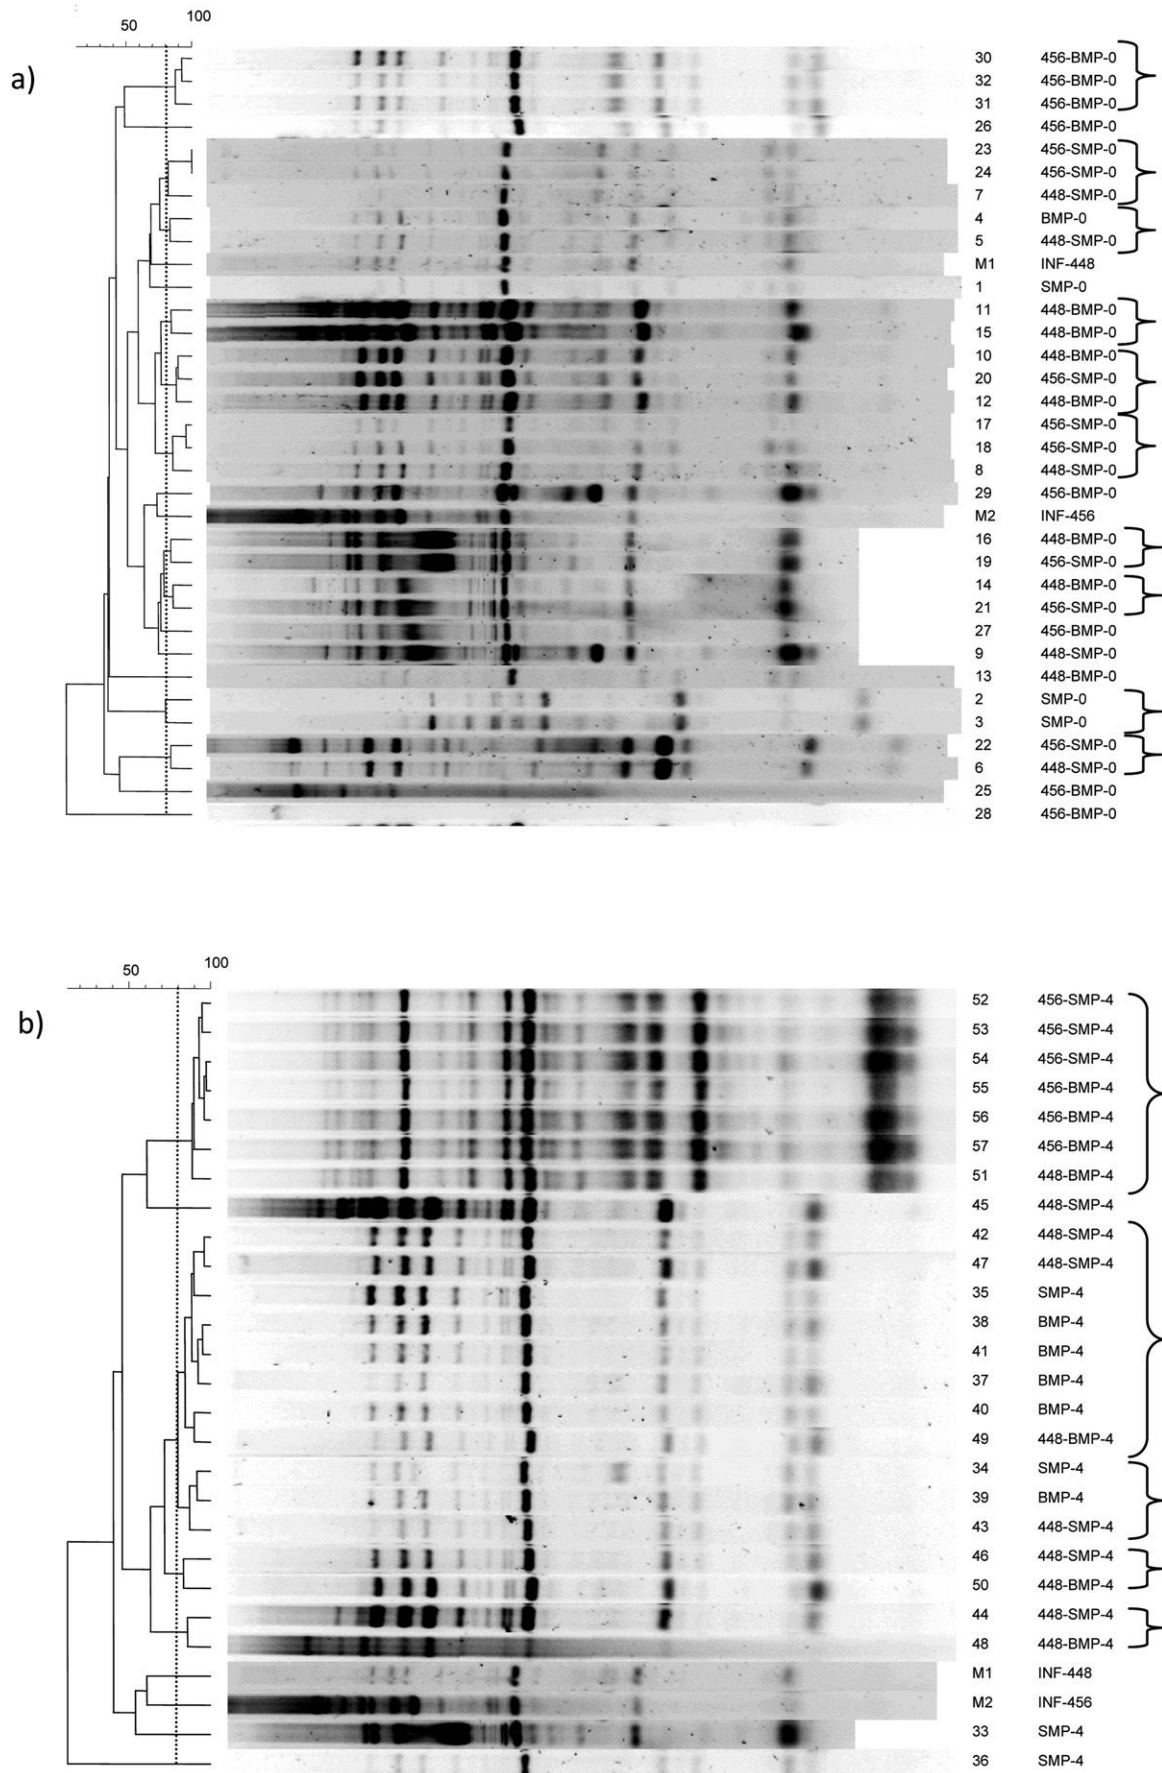 50 100
a)
30 456-BMP-0
32 456-BMP-0
31 456-BMP-0
26 456-BMP-0
23 456-SMP-0
24 456-SMP-0
7 448-SMP-0
4 BMP-0
5 448-SMP-0
M1 INF-448
1 SMP-0
11 448-BMP-0
15 448-BMP-0
10 448-BMP-0
20 456-SMP-0
12 448-BMP-0
17 456-SMP-0
18 456-SMP-0
8 448-SMP-0
29 456-BMP-0
M2 INF-456
16 448-BMP-0
19 456-SMP-0
14 448-BMP-0
21 456-SMP-0
27 456-BMP-0
9 448-SMP-0
13 448-BMP-0
2 SMP-0
3 SMP-0
22 456-SMP-0
6 448-SMP-0
25 456-BMP-0
28 456-BMP-0
50 100
b)
52 456-SMP-4
53 456-SMP-4
54 456-SMP-4
55 456-BMP-4
56 456-BMP-4
57 456-BMP-4
51 448-BMP-4
45 448-SMP-4
42 448-SMP-4
47 448-SMP-4
35 SMP-4
38 BMP-4
41 BMP-4
37 BMP-4
40 BMP-4
49 448-BMP-4
34 SMP-4
39 BMP-4
43 448-SMP-4
46 448-SMP-4
50 448-BMP-4
44 448-SMP-4
48 448-BMP-4
M1 INF-448
M2 INF-456
33 SMP-4
36 SMP-4